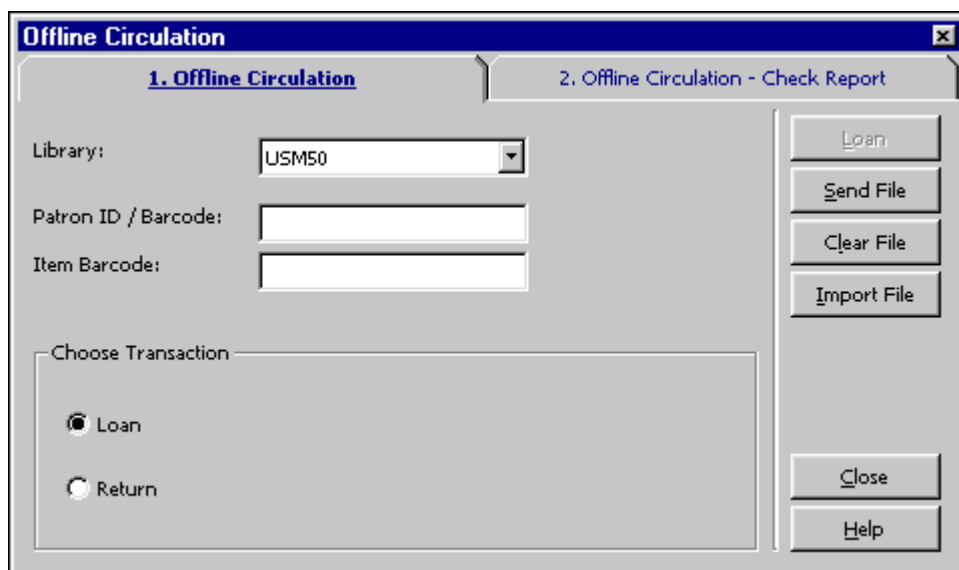 Offline Circulation
1. Offline Circulation
2. Offline Circulation - Check Report
Library:
USM50
Patron ID / Barcode:
Item Barcode:
Choose Transaction
Loan
Return
Loan
Send File
Clear File
Import File
Close
Help